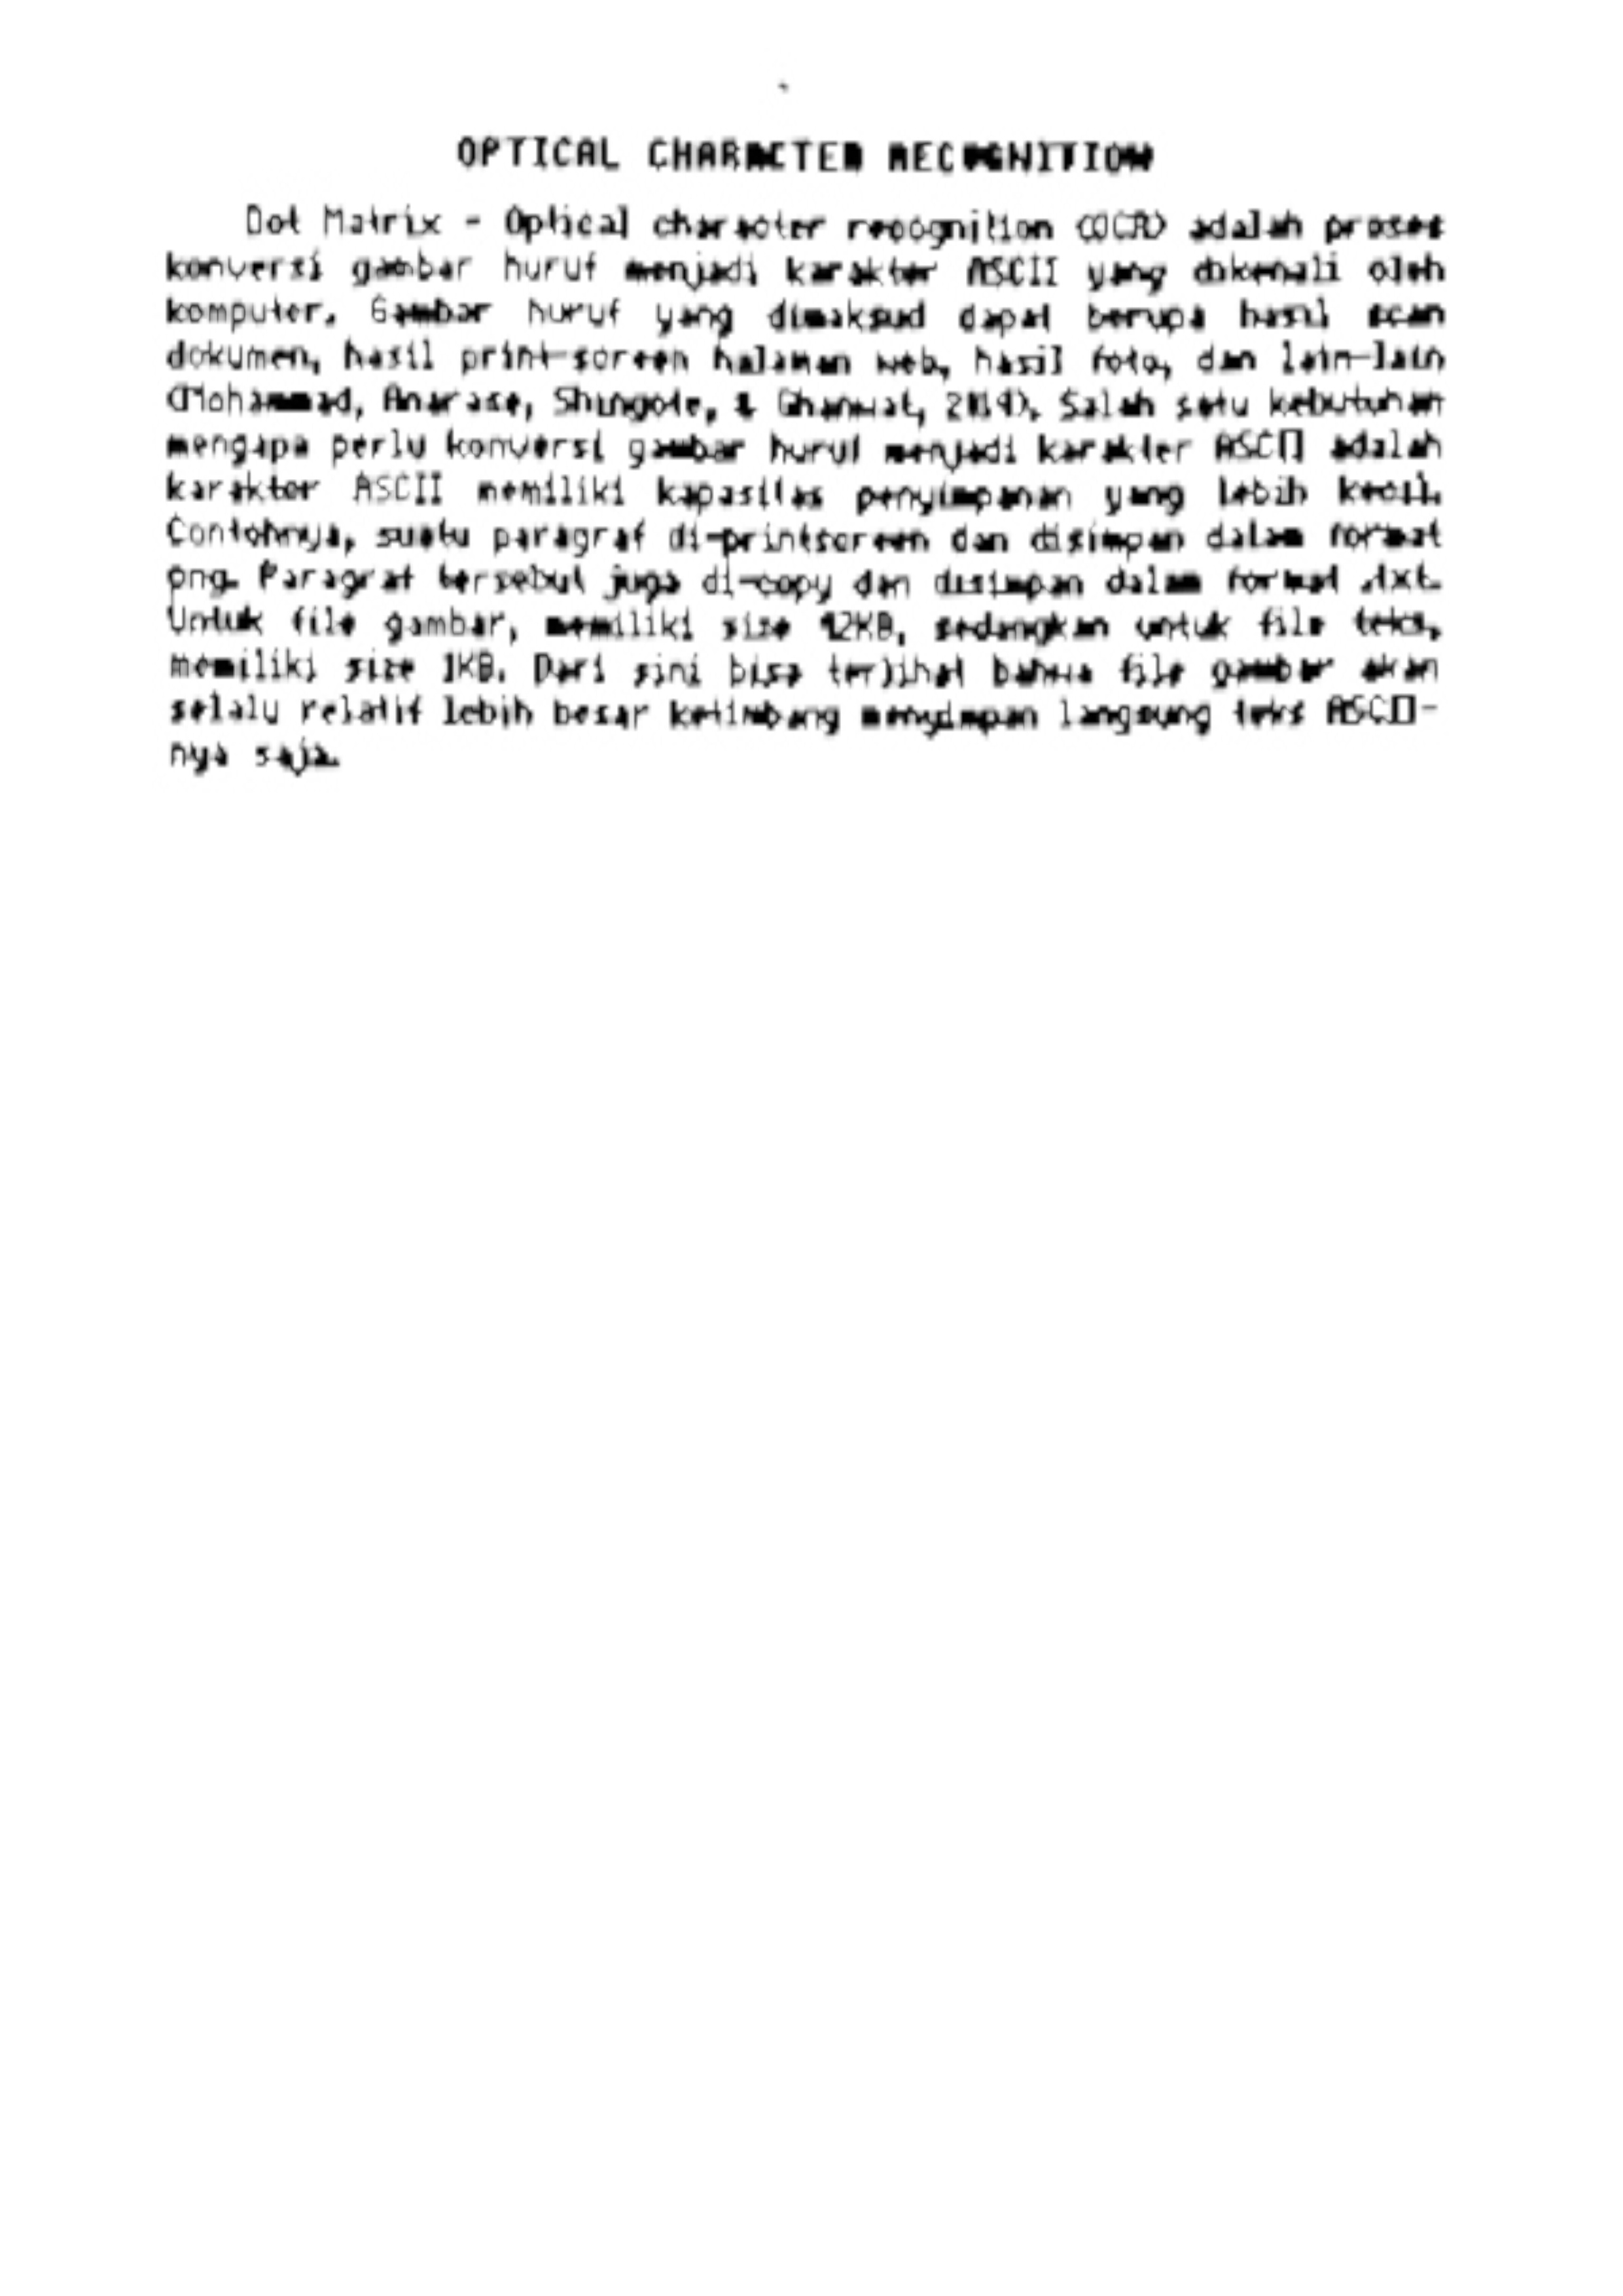 OPTICAL CHARACTER RECOGNITION
Dot Matrix - Optical character recognition (OCR) adalah proses
konversi gambar huruf menjadi karakter ASCII yang dikenali oleh
komputer. Gambar huruf yang dimaksud dapat berupa hasil scan
dokumen, hasil print-screen halaman web, hasil foto, dan lain-lain
(Mohammad, Anarase, Shingote, & Ghanwat, 2014). Salah satu kebutuhan
mengapa perlu konversi gambar huruf menjadi karakter ASCII adalah
karakter ASCII memiliki kapasitas penyimpanan yang lebih kecil.
Contohnya, suatu paragraf di-printscreen dan disimpan dalam format
png. Paragraf tersebut juga di-copy dan disimpan dalam format .txt.
Untuk file gambar, memiliki size 12KB, sedangkan untuk file teks,
memiliki size 1KB. Dari sini bisa terlihat bahwa file gambar akan
selalu relatif lebih besar ketimbang menyimpan langsung teks ASCII-
nya saja.